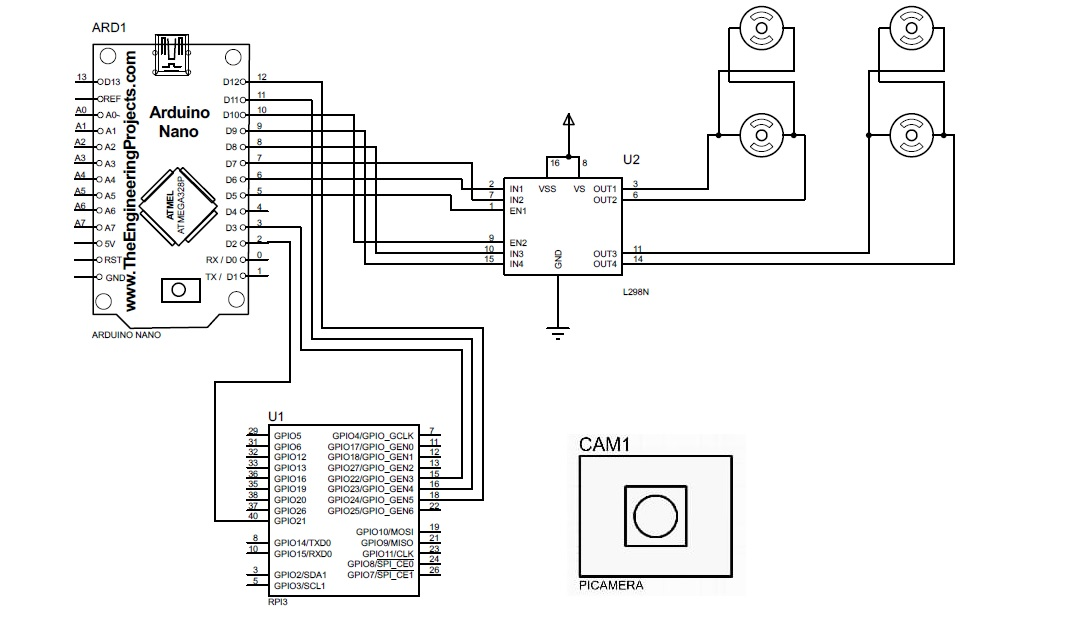 ARD1
www.TheEngineeringProjects.com
Arduino
Nano
ATMEL
ATMEGA328P
13 D13
REF
A0 A0
A1 A1
A2 A2
A3 A3
A4 A4
A5 A5
A6 A6
A7 A7
5V
RST
GND
D12 12
D11 11
D10 10
D9 9
D8 8
D7 7
D6 6
D5 5
D4 4
D3 3
D2 2
RX / D0 0
TX / D1 1
ARDUINO NANO
U2
16 8
VSS VS
2 IN1
7 IN2
1 EN1
9 EN2
10 IN3
15 IN4
GND
OUT1 3
OUT2 6
OUT3 11
OUT4 14
L298N
U1
29 GPIO5
31 GPIO6
32 GPIO12
33 GPIO13
36 GPIO16
35 GPIO19
38 GPIO20
37 GPIO26
40 GPIO21
8 GPIO14/TXD0
10 GPIO15/RXD0
3 GPIO2/SDA1
5 GPIO3/SCL1
GPIO4/GPIO_GCLK 7
GPIO17/GPIO_GEN0 11
GPIO18/GPIO_GEN1 12
GPIO27/GPIO_GEN2 13
GPIO22/GPIO_GEN3 15
GPIO23/GPIO_GEN4 16
GPIO24/GPIO_GEN5 18
GPIO25/GPIO_GEN6 22
GPIO10/MOSI 19
GPIO9/MISO 21
GPIO11/CLK 23
GPIO8/SPI_CE0 24
GPIO7/SPI_CE1 26
RPI3
CAM1
PICAMERA